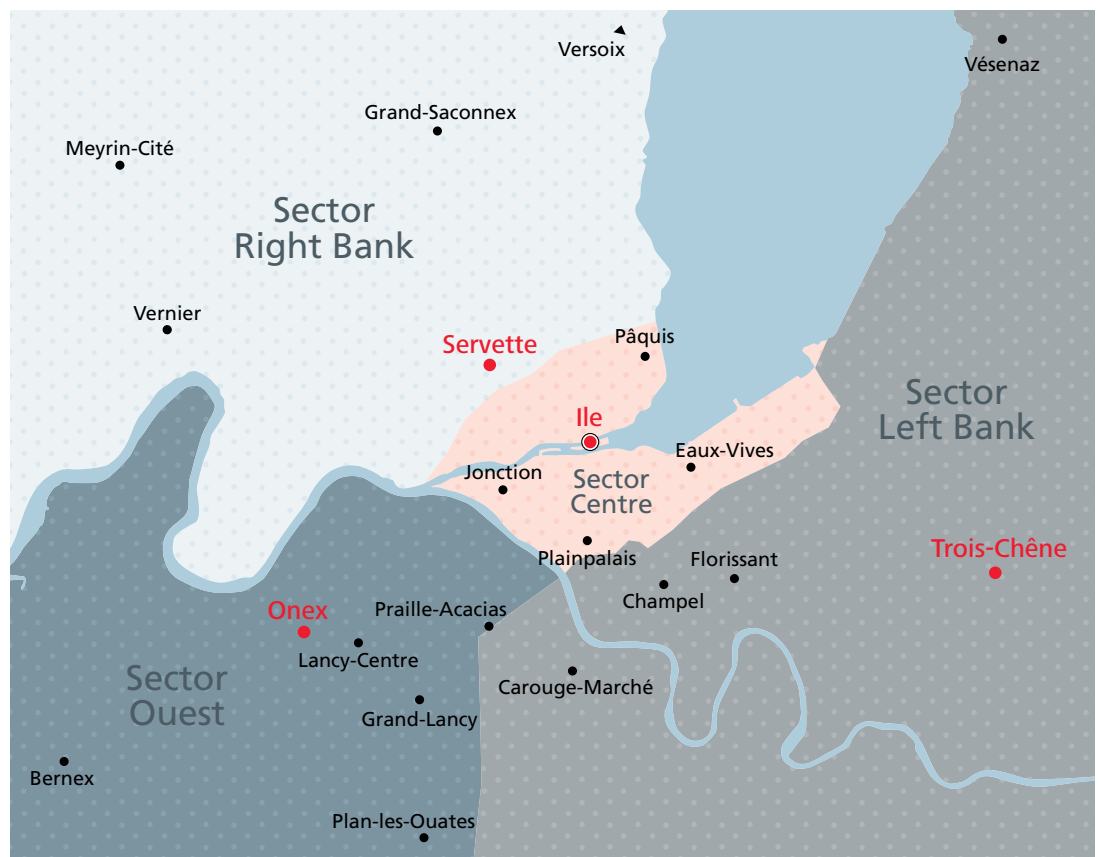 Versoix
Vésenaz
Grand-Saconnex
Meyrin-Cité
Sector
Right Bank
Vernier
Servette
Pâquis
Sector
Left Bank
Ile
Eaux-Vives
Jonction
Sector
Centre
Plainpalais
Florissant
Trois-Chêne
Champel
Onex
Praille-Acacias
Lancy-Centre
Sector
Ouest
Carouge-Marché
Grand-Lancy
Bernex
Plan-les-Ouates